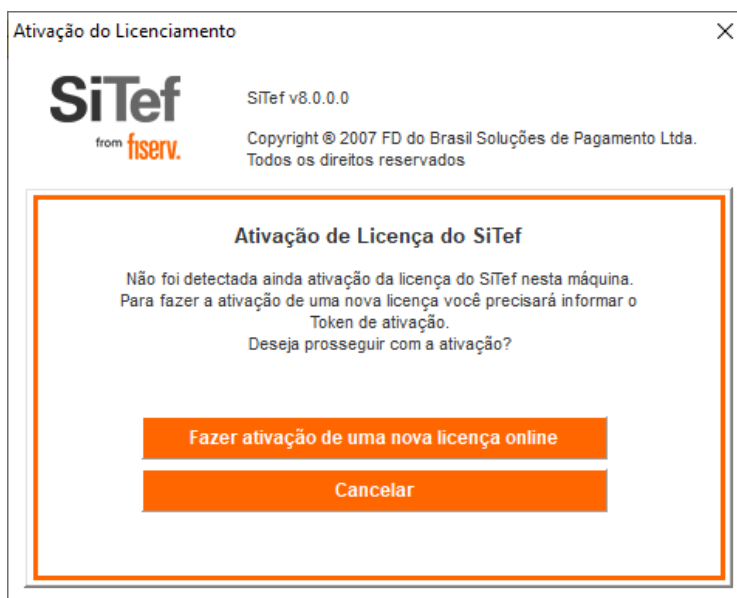 Ativação do Licenciamento
SiTef
from fiserv.
SiTef v8.0.0.0
Copyright ® 2007 FD do Brasil Soluções de Pagamento Ltda.
Todos os direitos reservados
Ativação de Licença do SiTef
Não foi detectada ainda ativação da licença do SiTef nesta máquina.
Para fazer a ativação de uma nova licença você precisará informar o
Token de ativação.
Deseja prosseguir com a ativação?
Fazer ativação de uma nova licença online
Cancelar